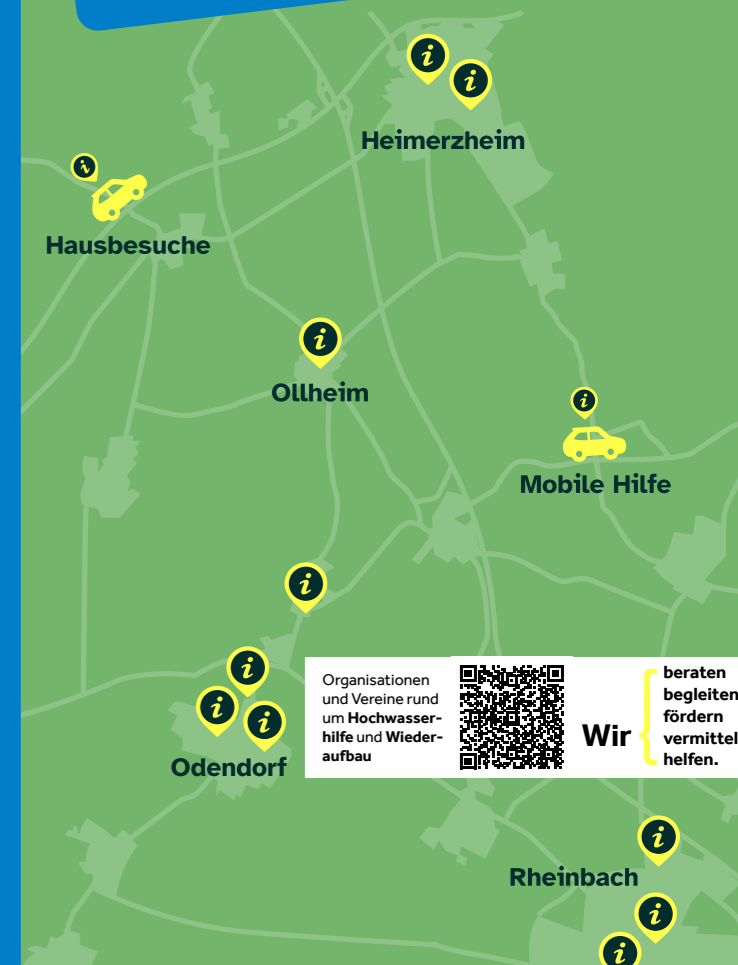 Heimerzheim
Hausbesuche
Ollheim
Mobile Hilfe
Organisationen
und Vereine rund
um Hochwasser-
hilfe und Wieder-
aufbau
Wir
beraten
begleiten
fördern
vermittel
helfen.
Odendorf
Rheinbach